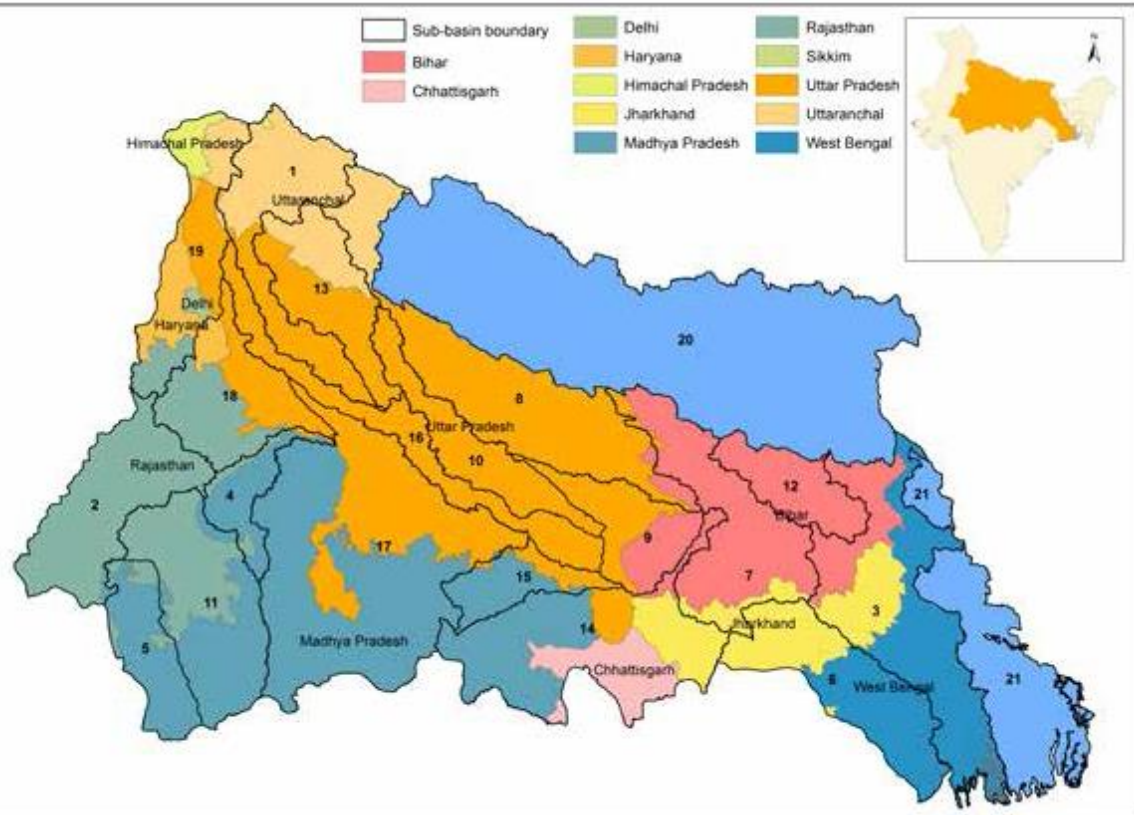 Sub-basin boundary
Bihar
Chhattisgarh
Delhi
Haryana
Himachal Pradesh
Jharkhand
Madhya Pradesh
Rajasthan
Sikkim
Uttar Pradesh
Uttaranchal
West Bengal
N
Himachal Pradesh
1
Uttaranchal
19
13
Delhi
Haryana
20
18
8
16
Uttar Pradesh
10
Rajasthan
2
4
12
21
Bihar
9
17
15
7
11
3
14
Jharkhand
5
Madhya Pradesh
Chhattisgarh
6
West Bengal
21